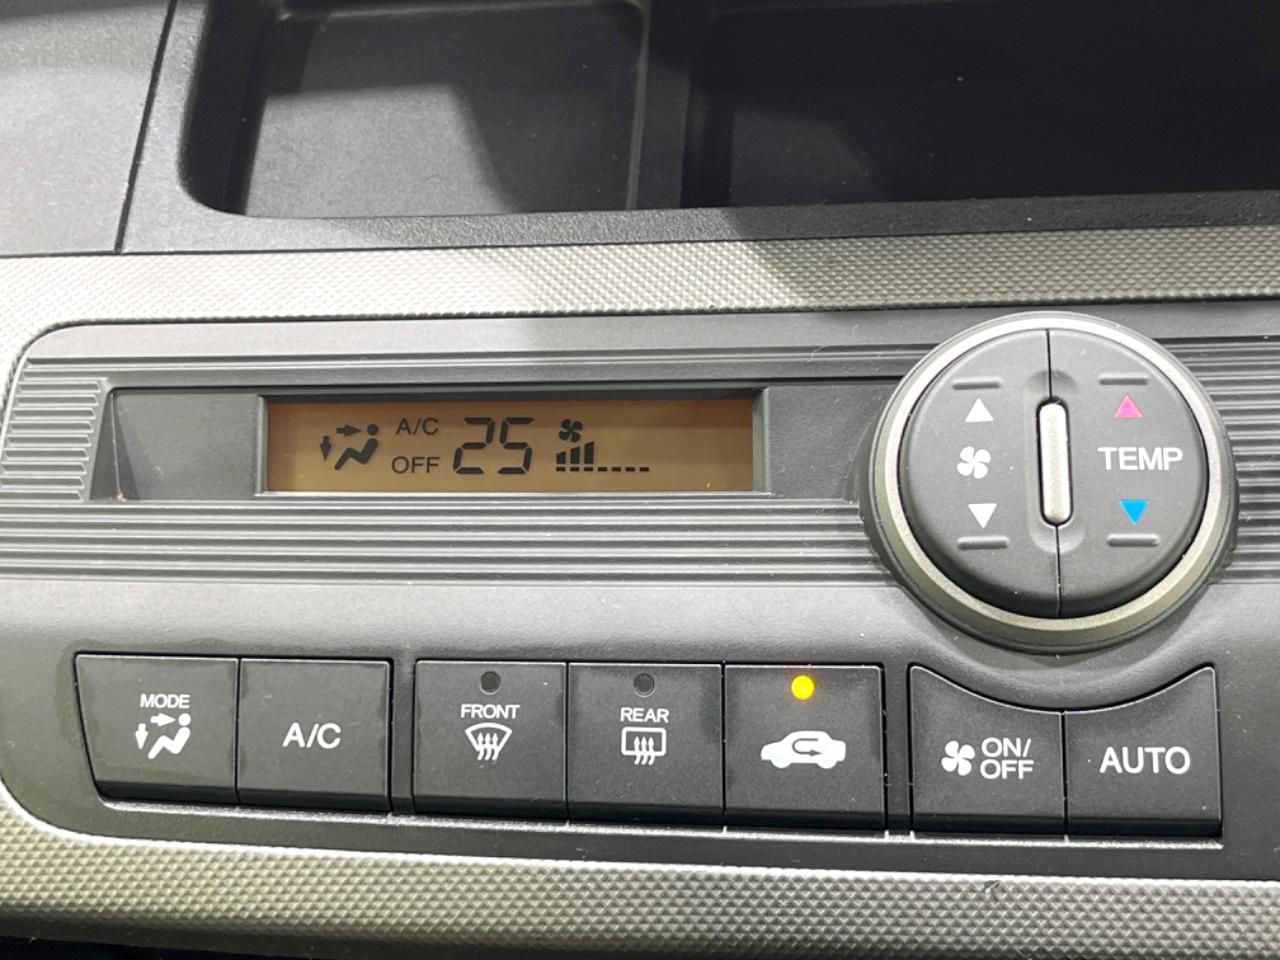 A/C
OFF
25
TEMP
MODE
A/C
FRONT
REAR
ON/
OFF
AUTO